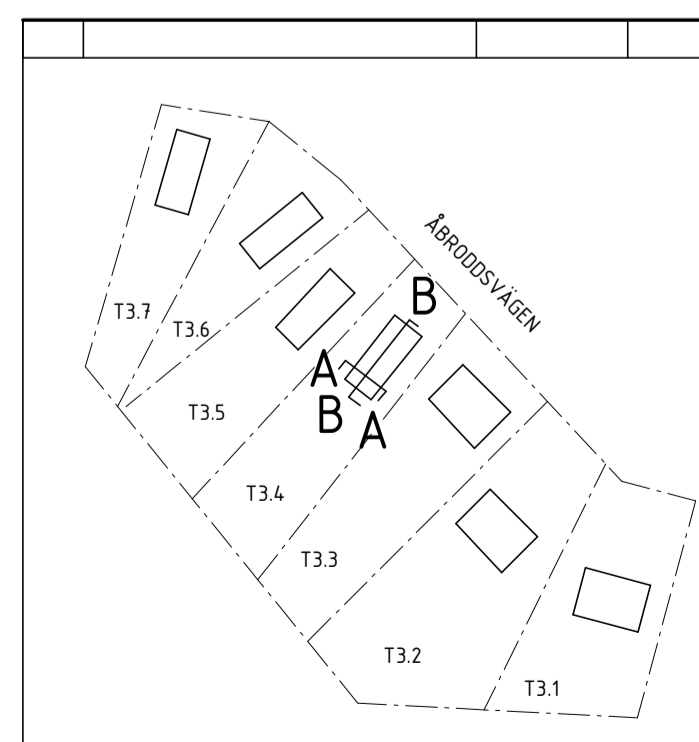 ÅBRODDSVÄGEN
B
T3.7
T3.6
A
B
A
T3.5
T3.4
T3.3
T3.2
T3.1